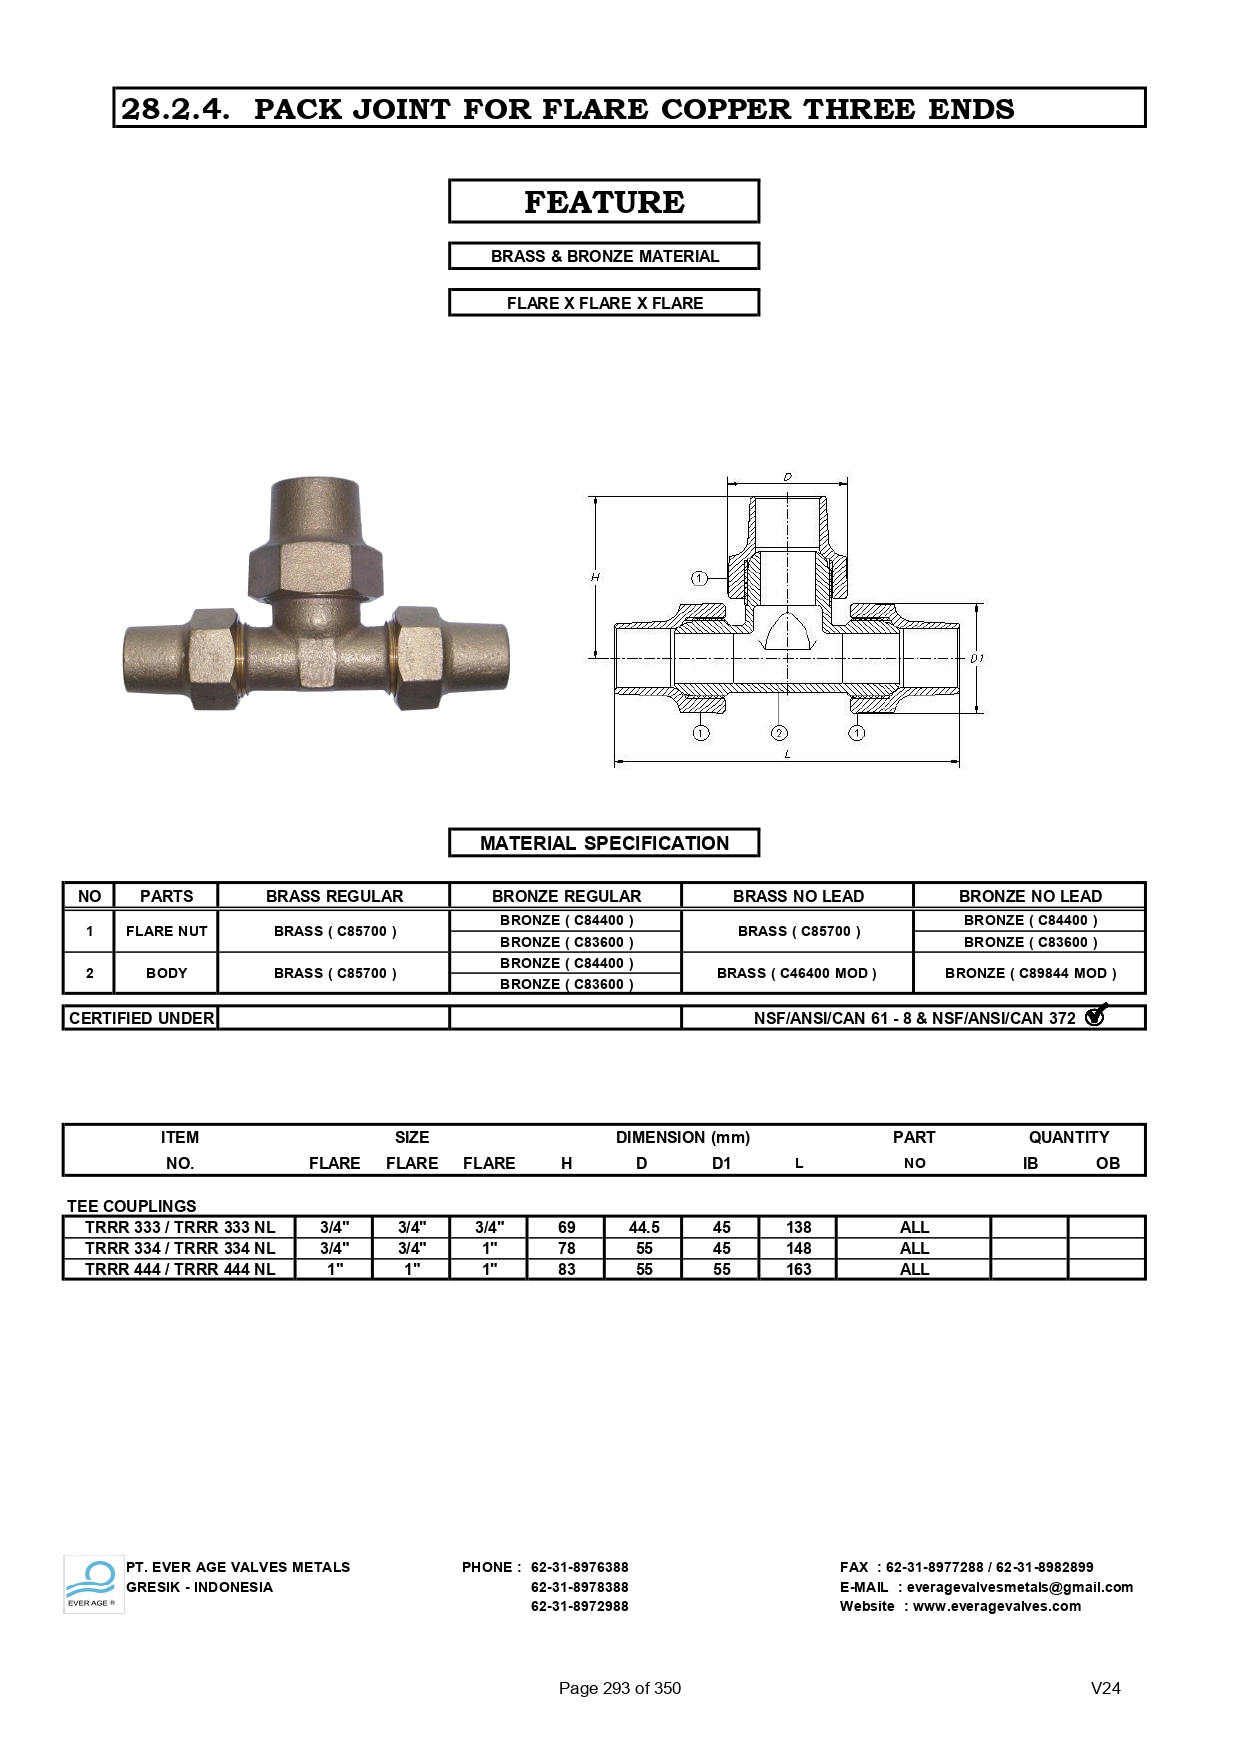 28.2.4. PACK JOINT FOR FLARE COPPER THREE ENDS
FEATURE
BRASS & BRONZE MATERIAL
FLARE X FLARE X FLARE
D
H
1
D1
1
2
1
L
MATERIAL SPECIFICATION
NO PARTS BRASS REGULAR BRONZE REGULAR BRASS NO LEAD BRONZE NO LEAD
1 FLARE NUT BRASS ( C85700 ) BRONZE ( C84400 ) BRASS ( C85700 ) BRONZE ( C84400 )
BRONZE ( C83600 ) BRONZE ( C83600 )
2 BODY BRASS ( C85700 ) BRONZE ( C84400 ) BRASS ( C46400 MOD ) BRONZE ( C89844 MOD )
BRONZE ( C83600 )
CERTIFIED UNDER NSF/ANSI/CAN 61 - 8 & NSF/ANSI/CAN 372
ITEM SIZE DIMENSION (mm) PART QUANTITY
NO. FLARE FLARE FLARE H D D1 L NO IB OB
TEE COUPLINGS
TRRR 333 / TRRR 333 NL 3/4" 3/4" 3/4" 69 44.5 45 138 ALL
TRRR 334 / TRRR 334 NL 3/4" 3/4" 1" 78 55 45 148 ALL
TRRR 444 / TRRR 444 NL 1" 1" 1" 83 55 55 163 ALL
PT. EVER AGE VALVES METALS PHONE : 62-31-8976388 FAX : 62-31-8977288 / 62-31-8982899
GRESIK - INDONESIA 62-31-8978388 E-MAIL : everagevalvesmetals@gmail.com
EVER AGE ® 62-31-8972988 Website : www.everagevalves.com
Page 293 of 350 V24